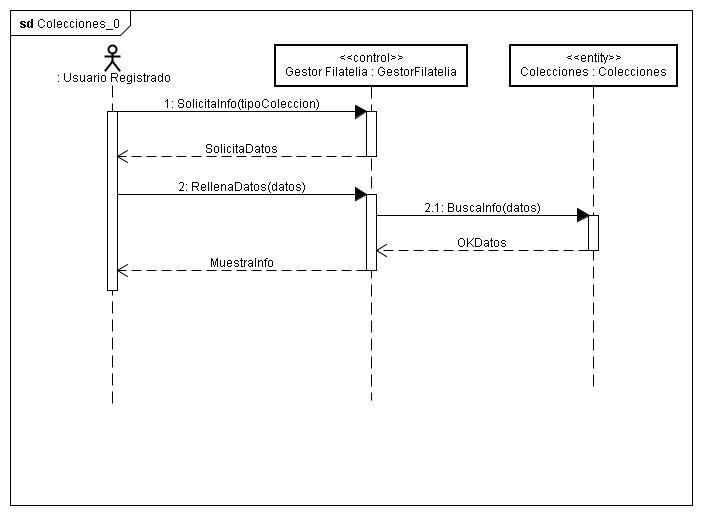 sd Colecciones_0
: Usuario Registrado
<<control>>
Gestor Filatelia : GestorFilatelia
<<entity>>
Colecciones : Colecciones
1: SolicitaInfo(tipoColeccion)
SolicitaDatos
2: RellenaDatos(datos)
2.1: BuscaInfo(datos)
OKDatos
MuestraInfo